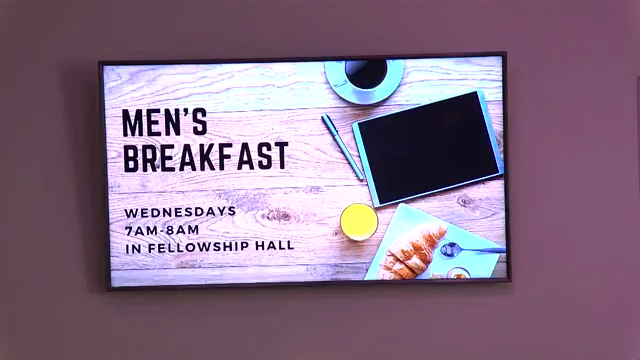 MEN'S
BREAKFAST
WEDNESDAYS
7AM-8AM
IN FELLOWSHIP HALL